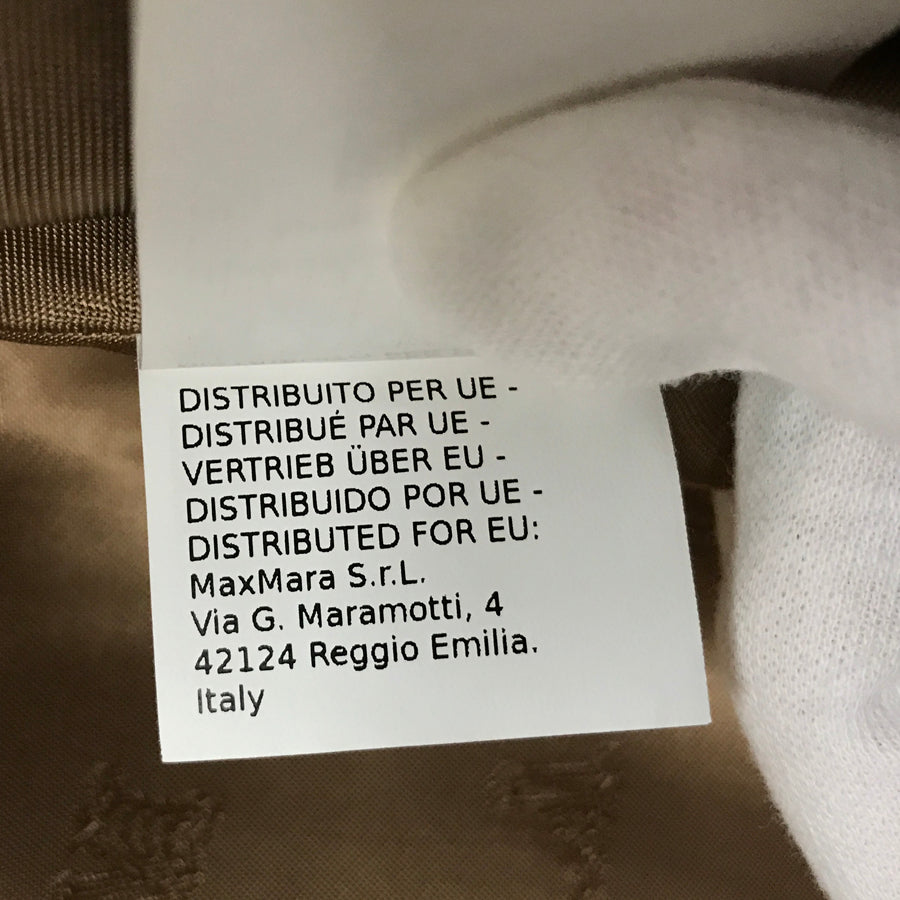 DISTRIBUITO PER UE -
DISTRIBUÉ PAR UE -
VERTRIEB ÜBER EU -
DISTRIBUIDO POR UE -
DISTRIBUTED FOR EU:
MaxMara S.r.L.
Via G. Maramotti, 4
42124 Reggio Emilia.
Italy